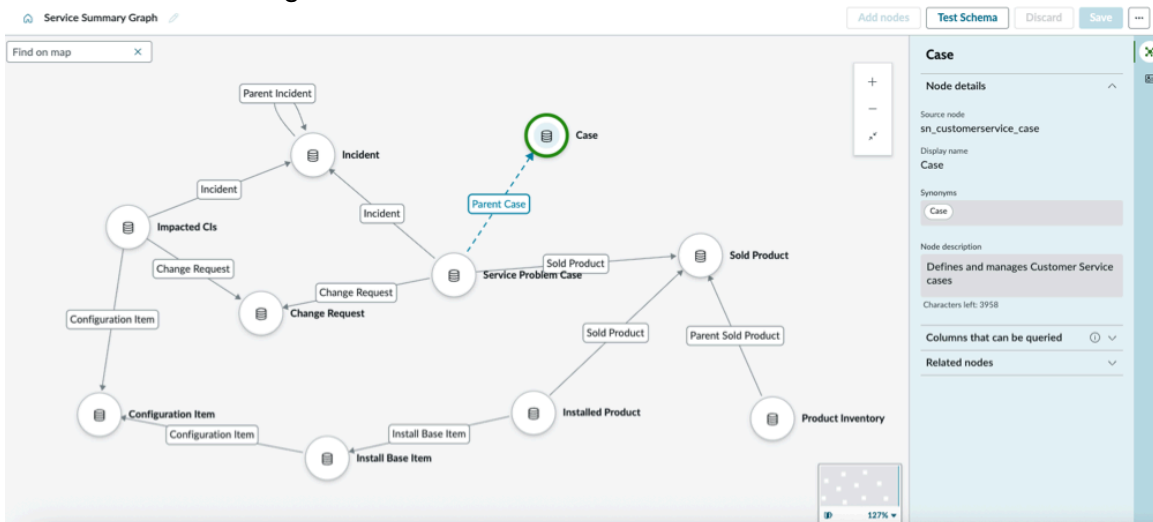 Service Summary Graph
Add nodes
Test Schema
Discard
Save
Find on map
Parent Incident
Incident
Case
Incident
Incident
Parent Case
Impacted CIs
Change Request
Sold Product
Sold Product
Service Problem Case
Change Request
Change Request
Configuration Item
Sold Product
Parent Sold Product
Configuration Item
Configuration Item
Install Base Item
Installed Product
Product Inventory
Install Base Item
127%
Case
Node details
Source node
sn_customerservice_case
Display name
Case
Synonyms
Case
Node description
Defines and manages Customer Service
cases
Characters left: 3958
Columns that can be queried
Related nodes